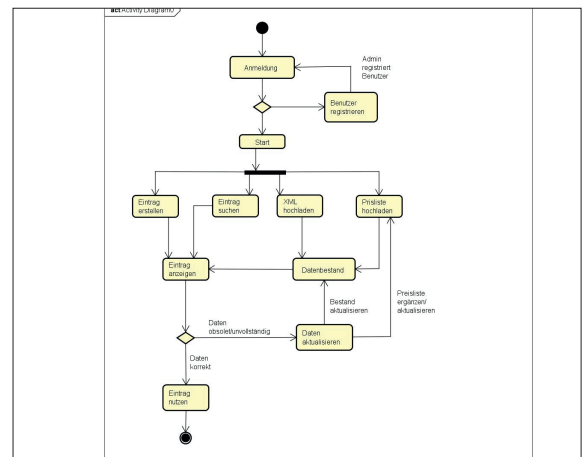 act Activity Diagram0
Anmeldung
Admin
registriert
Benutzer
Benutzer
registrieren
Start
Eintrag
erstellen
Eintrag
suchen
XML
hochladen
Prisliste
hochladen
Eintrag
anzeigen
Datenbestand
Bestand
aktualisieren
Preisliste
ergänzen/
aktualisieren
Daten
obsolet/unvollständig
Daten
aktualisieren
Daten
korrekt
Eintrag
nutzen